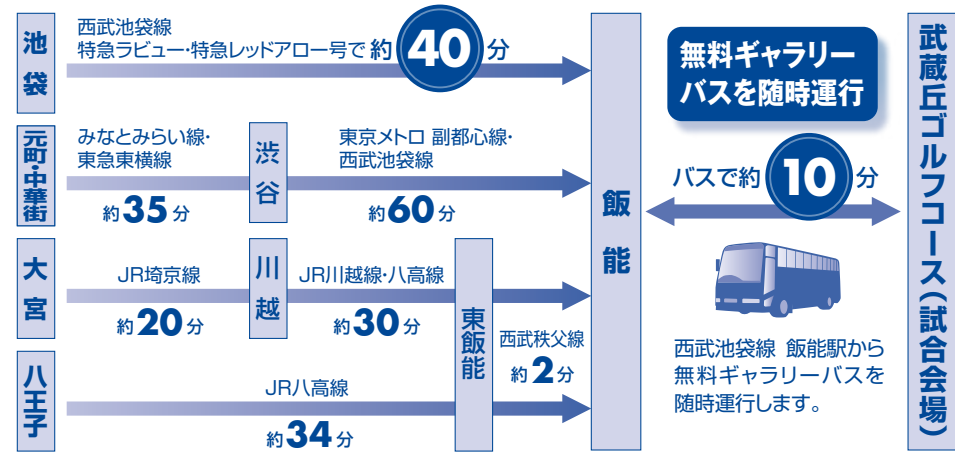 池袋
西武池袋線
特急ラビュー・特急レッドアロー号で 約40分
元町・中華街
みなとみらい線・
東急東横線
約35分
渋谷
東京メトロ 副都心線・
西武池袋線
約60分
大宮
JR埼京線
約20分
川越
JR川越線・八高線
約30分
八王子
JR八高線
約34分
東飯能
西武秩父線
約2分
飯能
無料ギャラリー
バスを随時運行
バスで約10分
西武池袋線 飯能駅から
無料ギャラリーバスを
随時運行します。
武蔵丘ゴルフコース(試合会場)